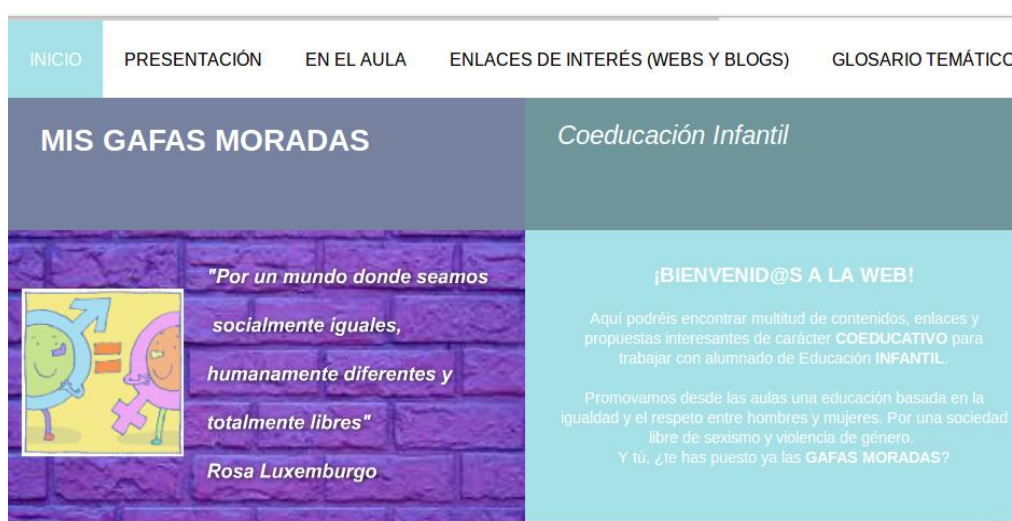 INICIO
PRESENTACIÓN
EN EL AULA
ENLACES DE INTERÉS (WEBS Y BLOGS)
GLOSARIO TEMÁTICO
MIS GAFAS MORADAS
Coeducación Infantil
"Por un mundo donde seamos
socialmente iguales,
humanamente diferentes y
totalmente libres"
Rosa Luxemburgo
¡BIENVENID@S A LA WEB!
Aquí podréis encontrar multitud de contenidos, enlaces y
propuestas interesantes de carácter COEDUCATIVO para
trabajar con alumnado de Educación INFANTIL.
Promovamos desde las aulas una educación basada en la
igualdad y el respeto entre hombres y mujeres. Por una sociedad
libre de sexismo y violencia de género.
Y tú, ¿te has puesto ya las GAFAS MORADAS?